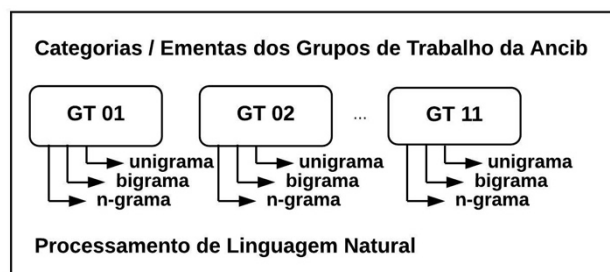 Categorias / Ementas dos Grupos de Trabalho da Ancib
GT 01 GT 02 ... GT 11
unigrama unigrama unigrama
bigrama bigrama bigrama
n-grama n-grama n-grama
Processamento de Linguagem Natural